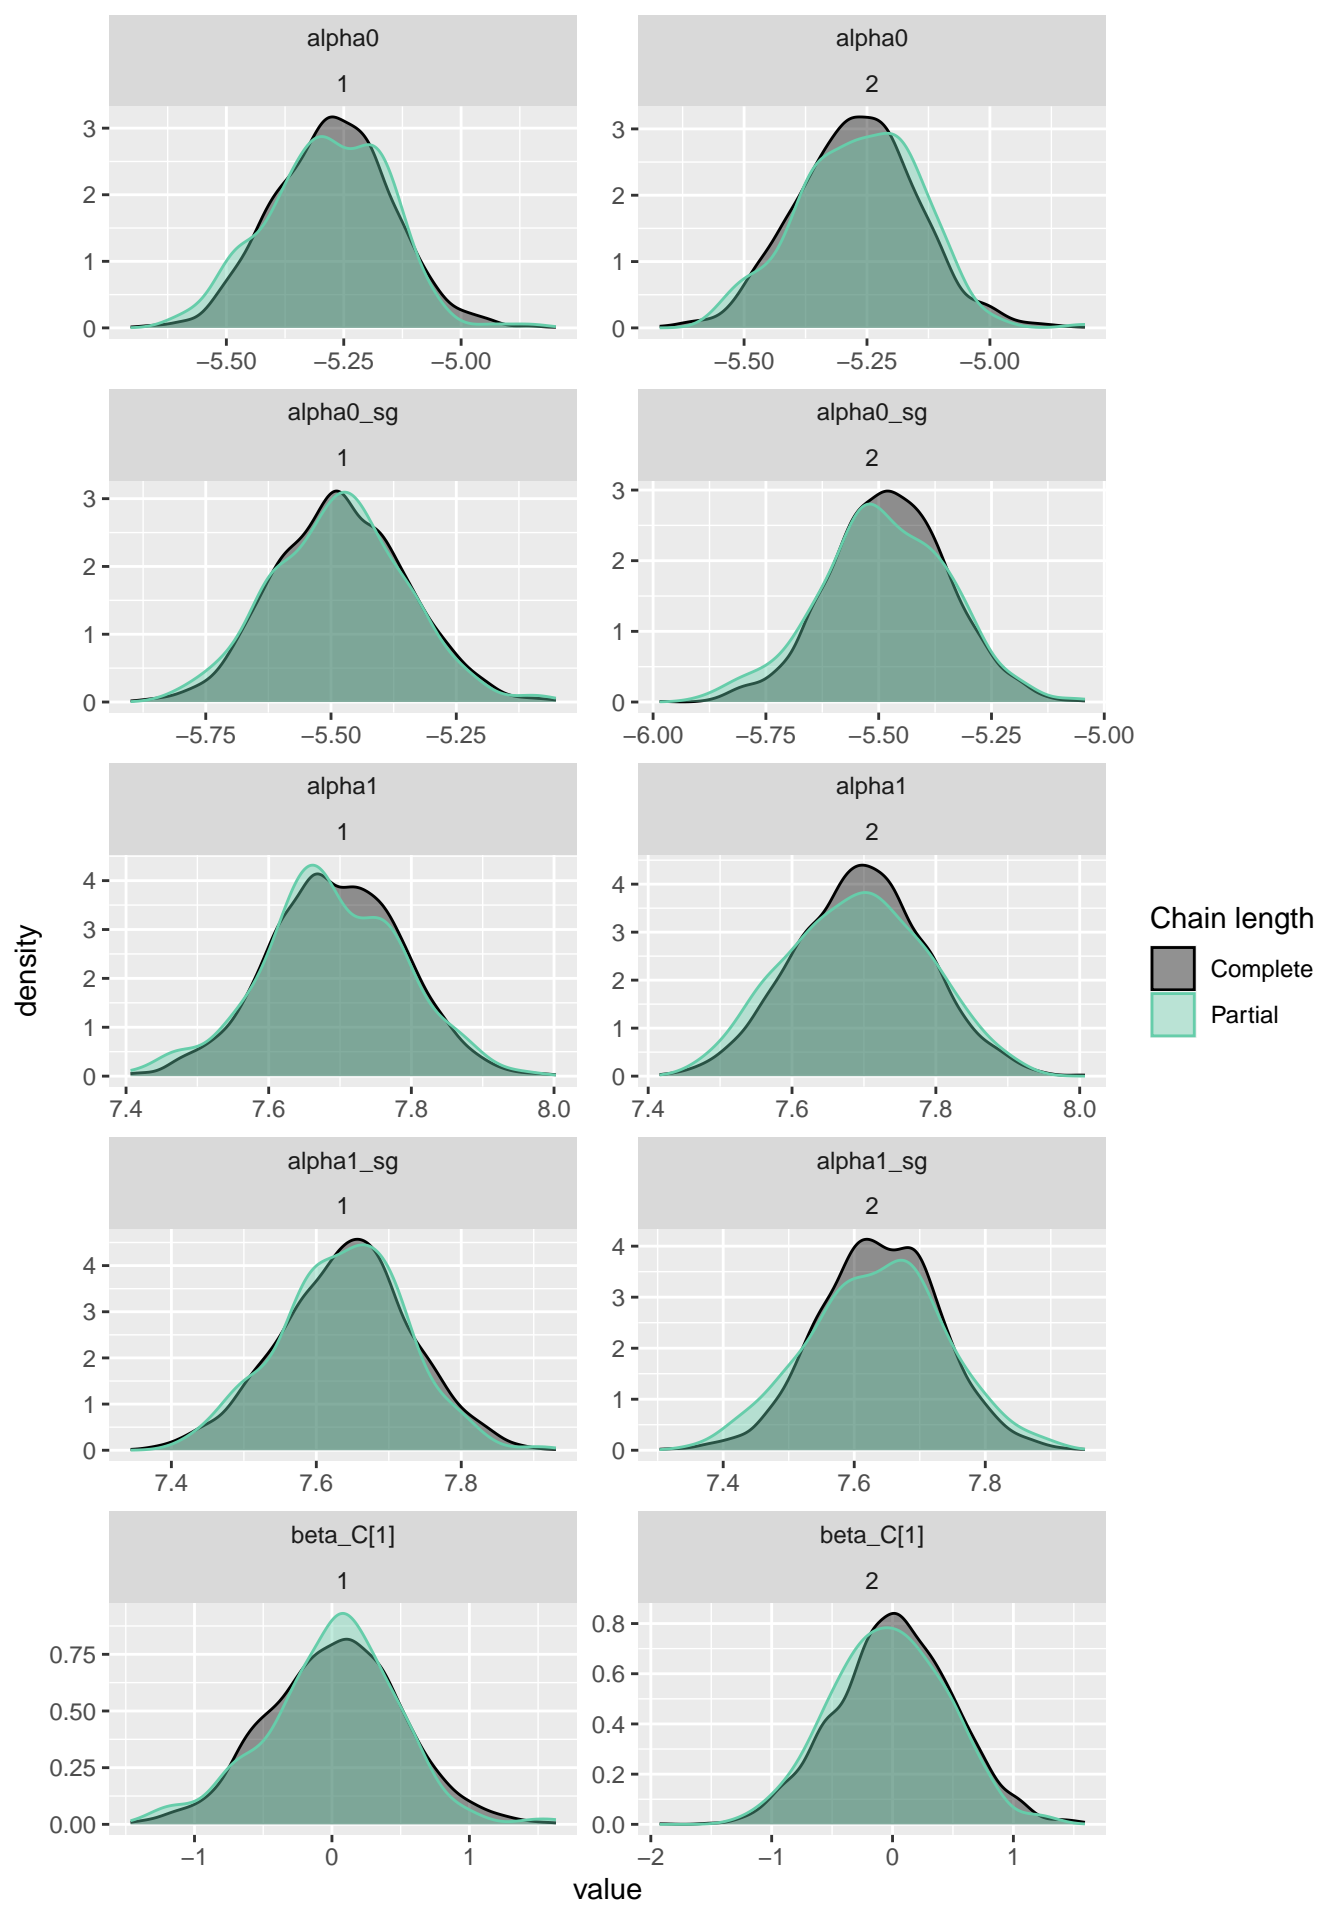 alpha0 alpha0
1 2
3 3
2 2
1 1
0 0
−5.50 −5.25 −5.00 −5.50 −5.25 −5.00
alpha0_sg alpha0_sg
1 2
3 3
2 2
1 1
0 0
−5.75 −5.50 −5.25 −6.00 −5.75 −5.50 −5.25 −5.00
alpha1 alpha1
1 2
4 4
3 3
2 2
1 1
0 0
7.4 7.6 7.8 8.0 7.4 7.6 7.8 8.0
density
Chain length
Complete
Partial
alpha1_sg alpha1_sg
1 2
4 4
3 3
2 2
1 1
0 0
7.4 7.6 7.8 7.4 7.6 7.8
beta_C[1] beta_C[1]
1 2
0.75 0.8
0.50 0.6
0.25 0.4
0.00 0.2
0.0
−1 0 1 −2 −1 0 1
value